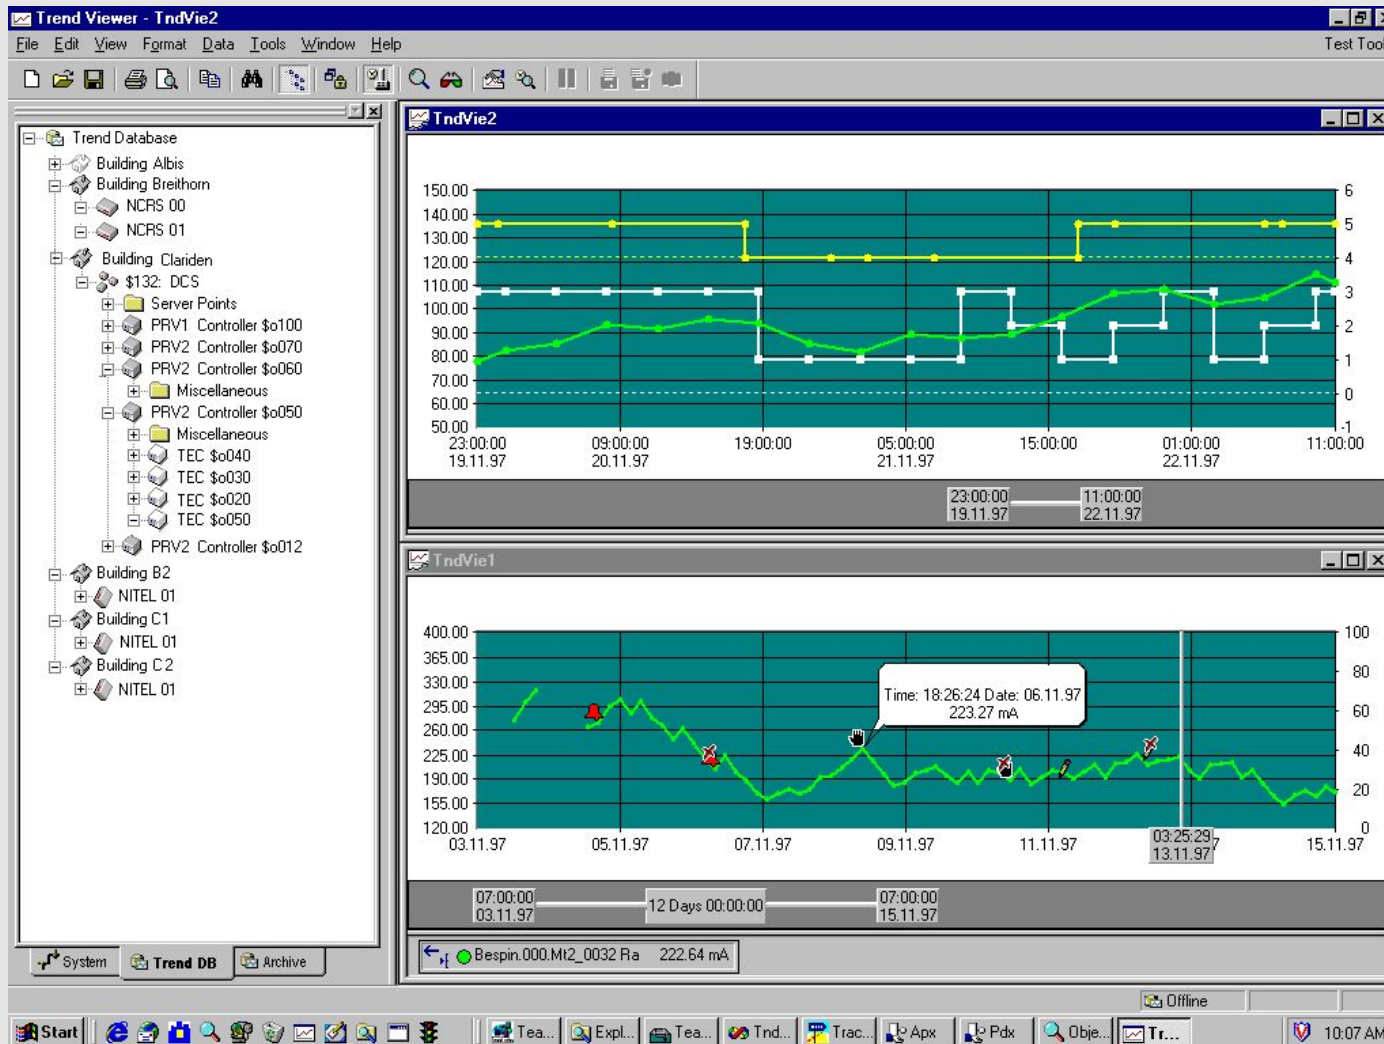 Trend Viewer - TndVie2
File Edit View Format Data Tools Window Help
Test Tool
Trend Database
Building Albis
Building Breithorn
NCRS 00
NCRS 01
Building Clariden
$132: DCS
Server Points
PRV1 Controller $o100
PRV2 Controller $o070
PRV2 Controller $o060
Miscellaneous
PRV2 Controller $o050
Miscellaneous
TEC $o040
TEC $o030
TEC $o020
TEC $o050
PRV2 Controller $o012
Building B2
NITEL 01
Building C1
NITEL 01
Building C2
NITEL 01
System Trend DB Archive
TndVie2
150.00 6
140.00
130.00 5
120.00 4
110.00
100.00 3
90.00 2
80.00 1
70.00
60.00 0
50.00 -1
23:00:00 09:00:00 19:00:00 05:00:00 15:00:00 01:00:00 11:00:00
19.11.97 20.11.97 21.11.97 22.11.97
23:00:00 11:00:00
19.11.97 22.11.97
TndVie1
400.00 100
365.00
330.00 80
295.00 60
260.00
225.00 40
190.00
155.00 20
120.00 0
Time: 18:26:24 Date: 06.11.97
223.27 mA
03.11.97 05.11.97 07.11.97 09.11.97 11.11.97 15.11.97
03:25:29
13.11.97
07:00:00 12 Days 00:00:00 07:00:00
03.11.97 15.11.97
Bespin.000.Mt2_0032 Ra 222.64 mA
Offline
Start Tea... Expl... Tea... Tnd... Trac... Apx Pdx Obje... Tr... 10:07 AM